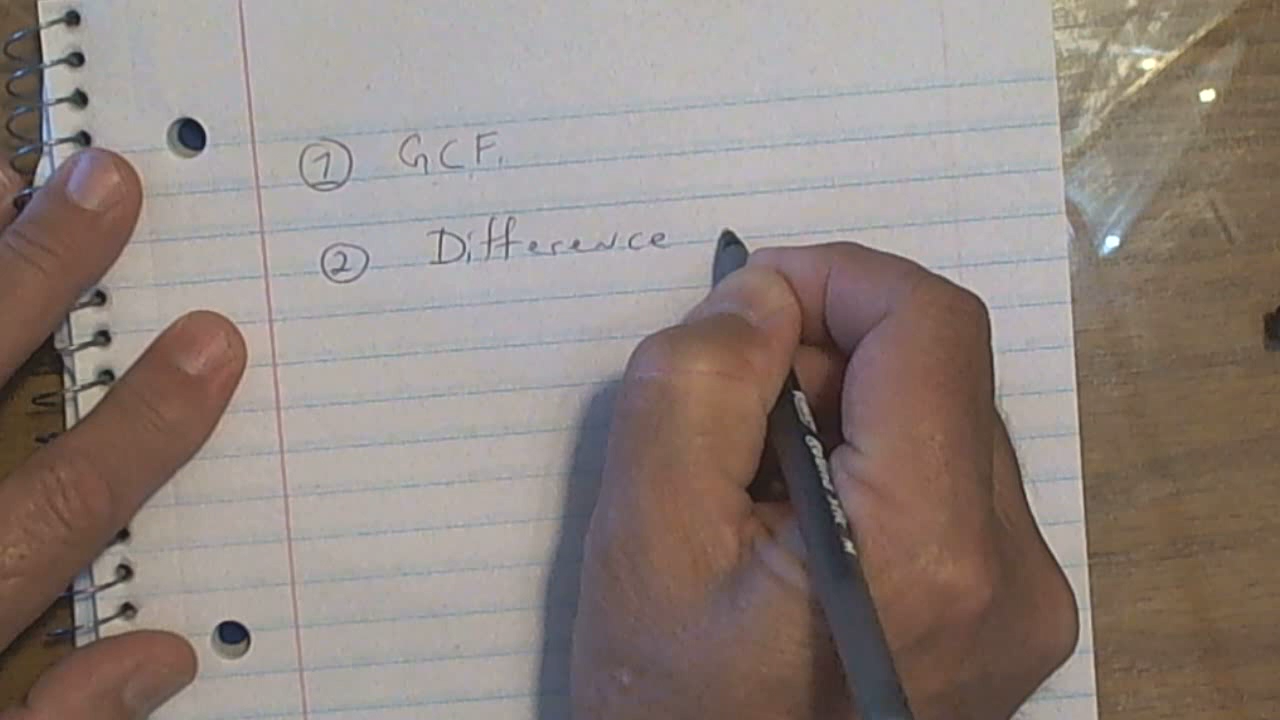 ① GCF.
② Difference